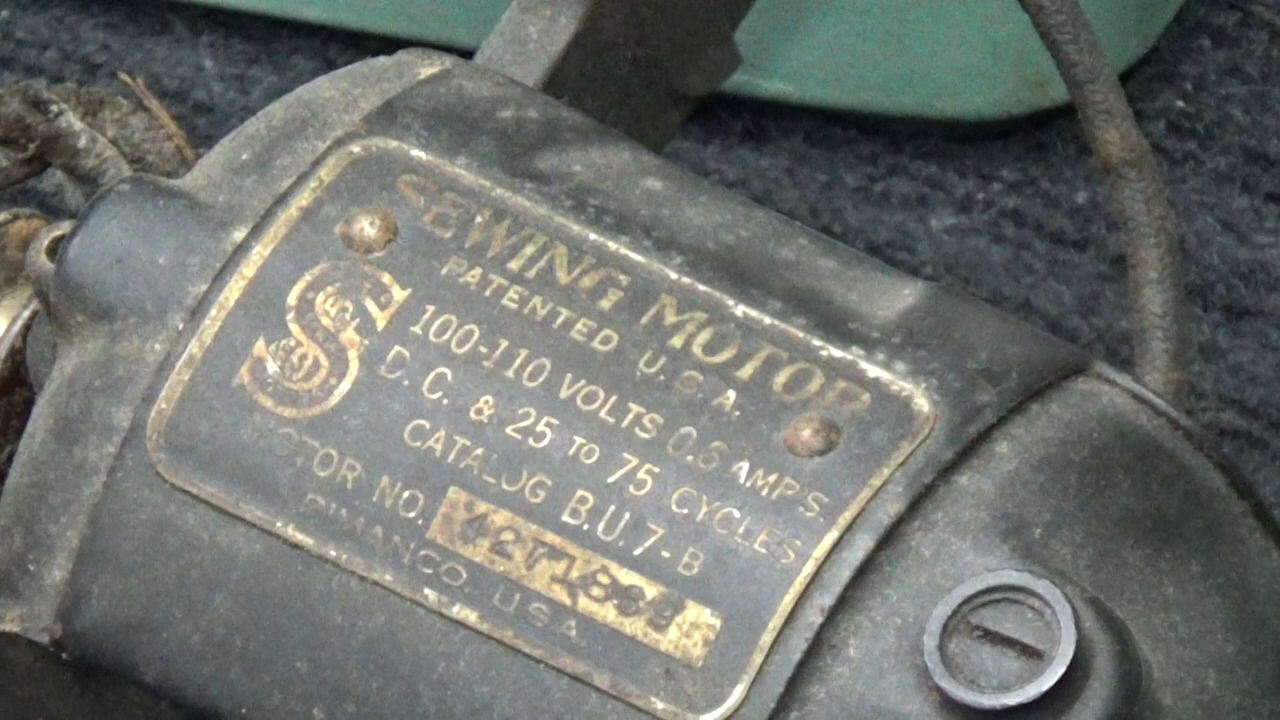 SEWING MOTOR
PATENTED U.S.A.
S
100-110 VOLTS 0.6 AMPS.
D. C. & 25 TO 75 CYCLES
CATALOG B.U.7-B
MOTOR NO.
SIMANCO. USA